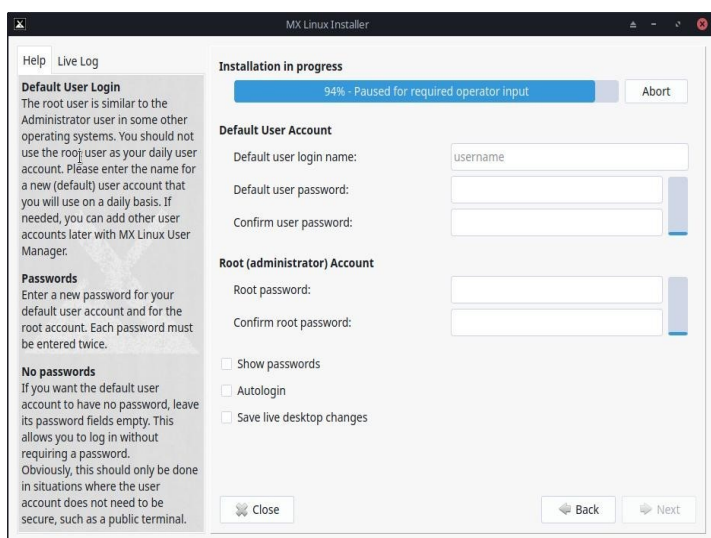 MX Linux Installer
Help
Live Log
Default User Login
The root user is similar to the
Administrator user in some other
operating systems. You should not
use the root user as your daily user
account. Please enter the name for
a new (default) user account that
you will use on a daily basis. If
needed, you can add other user
accounts later with MX Linux User
Manager.
Passwords
Enter a new password for your
default user account and for the
root account. Each password must
be entered twice.
No passwords
If you want the default user
account to have no password, leave
its password fields empty. This
allows you to log in without
requiring a password.
Obviously, this should only be done
in situations where the user
account does not need to be
secure, such as a public terminal.
Installation in progress
94% - Paused for required operator input
Abort
Default User Account
Default user login name:
username
Default user password:
Confirm user password:
Root (administrator) Account
Root password:
Confirm root password:
Show passwords
Autologin
Save live desktop changes
Close
Back
Next